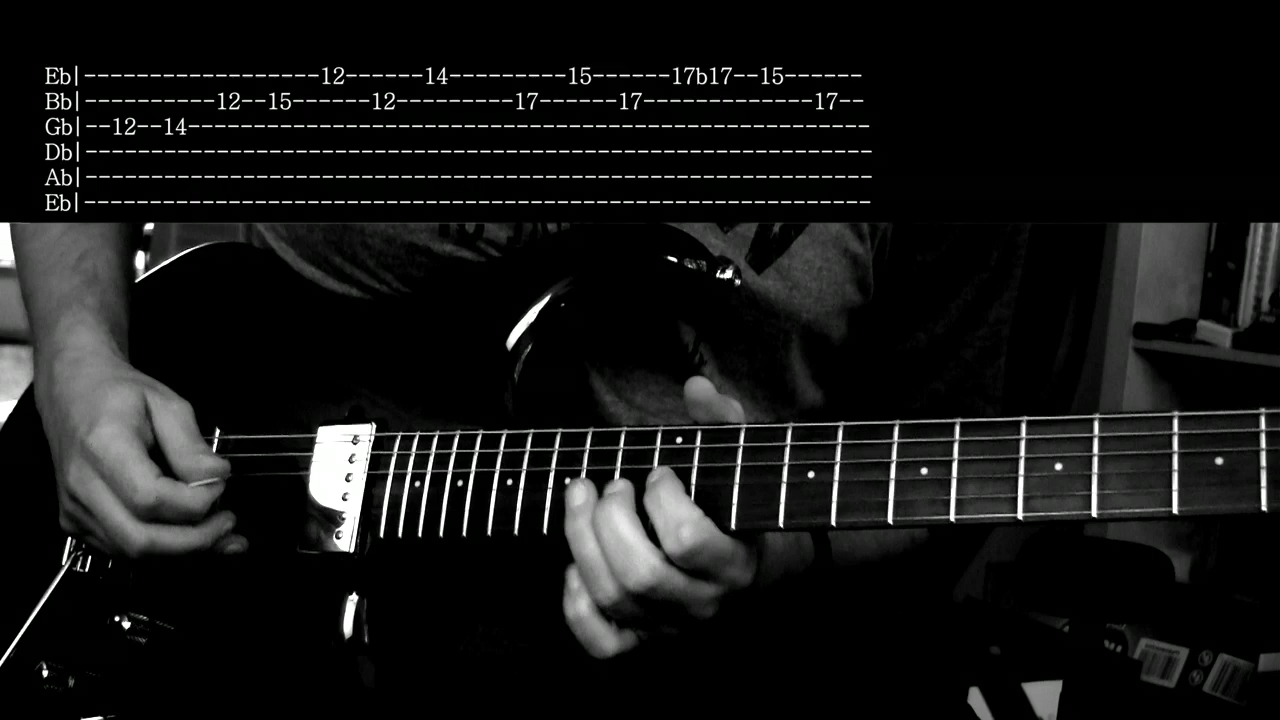 Eb|------------------12------14---------15------17b17--15------
Bb|----------12--15------12---------17------17-------------17--
Gb|--12--14----------------------------------------------------
Db|------------------------------------------------------------
Ab|------------------------------------------------------------
Eb|------------------------------------------------------------